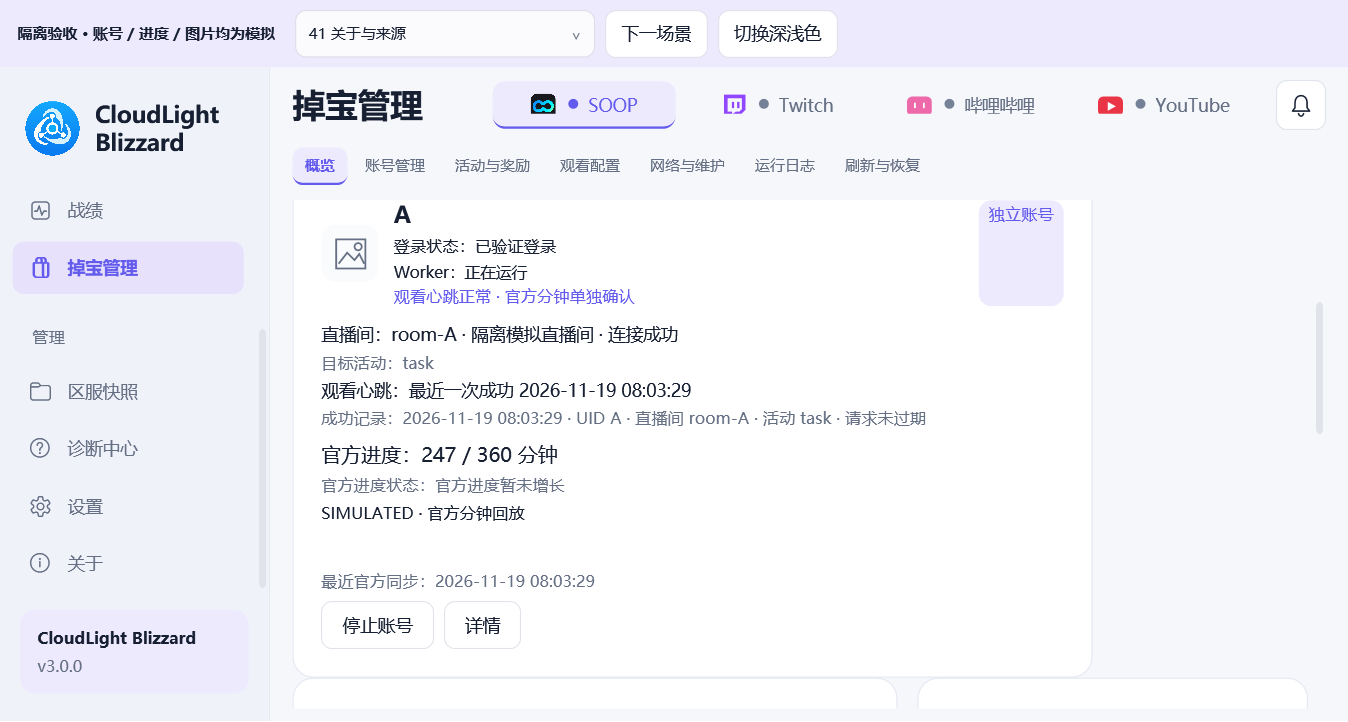 隔离验收 • 账号 / 进度 / 图片均为模拟
41 关于与来源
下一场景
切换深浅色
CloudLight
Blizzard
战绩
掉宝管理
管理
区服快照
诊断中心
设置
关于
CloudLight Blizzard
v3.0.0
掉宝管理
SOOP
Twitch
哔哩哔哩
YouTube
概览
账号管理
活动与奖励
观看配置
网络与维护
运行日志
刷新与恢复
A
独立账号
登录状态：已验证登录
Worker：正在运行
观看心跳正常 · 官方分钟单独确认
直播间：room-A · 隔离模拟直播间 · 连接成功
目标活动：task
观看心跳：最近一次成功 2026-11-19 08:03:29
成功记录：2026-11-19 08:03:29 · UID A · 直播间 room-A · 活动 task · 请求未过期
官方进度：247 / 360 分钟
官方进度状态：官方进度暂未增长
SIMULATED · 官方分钟回放
最近官方同步：2026-11-19 08:03:29
停止账号
详情